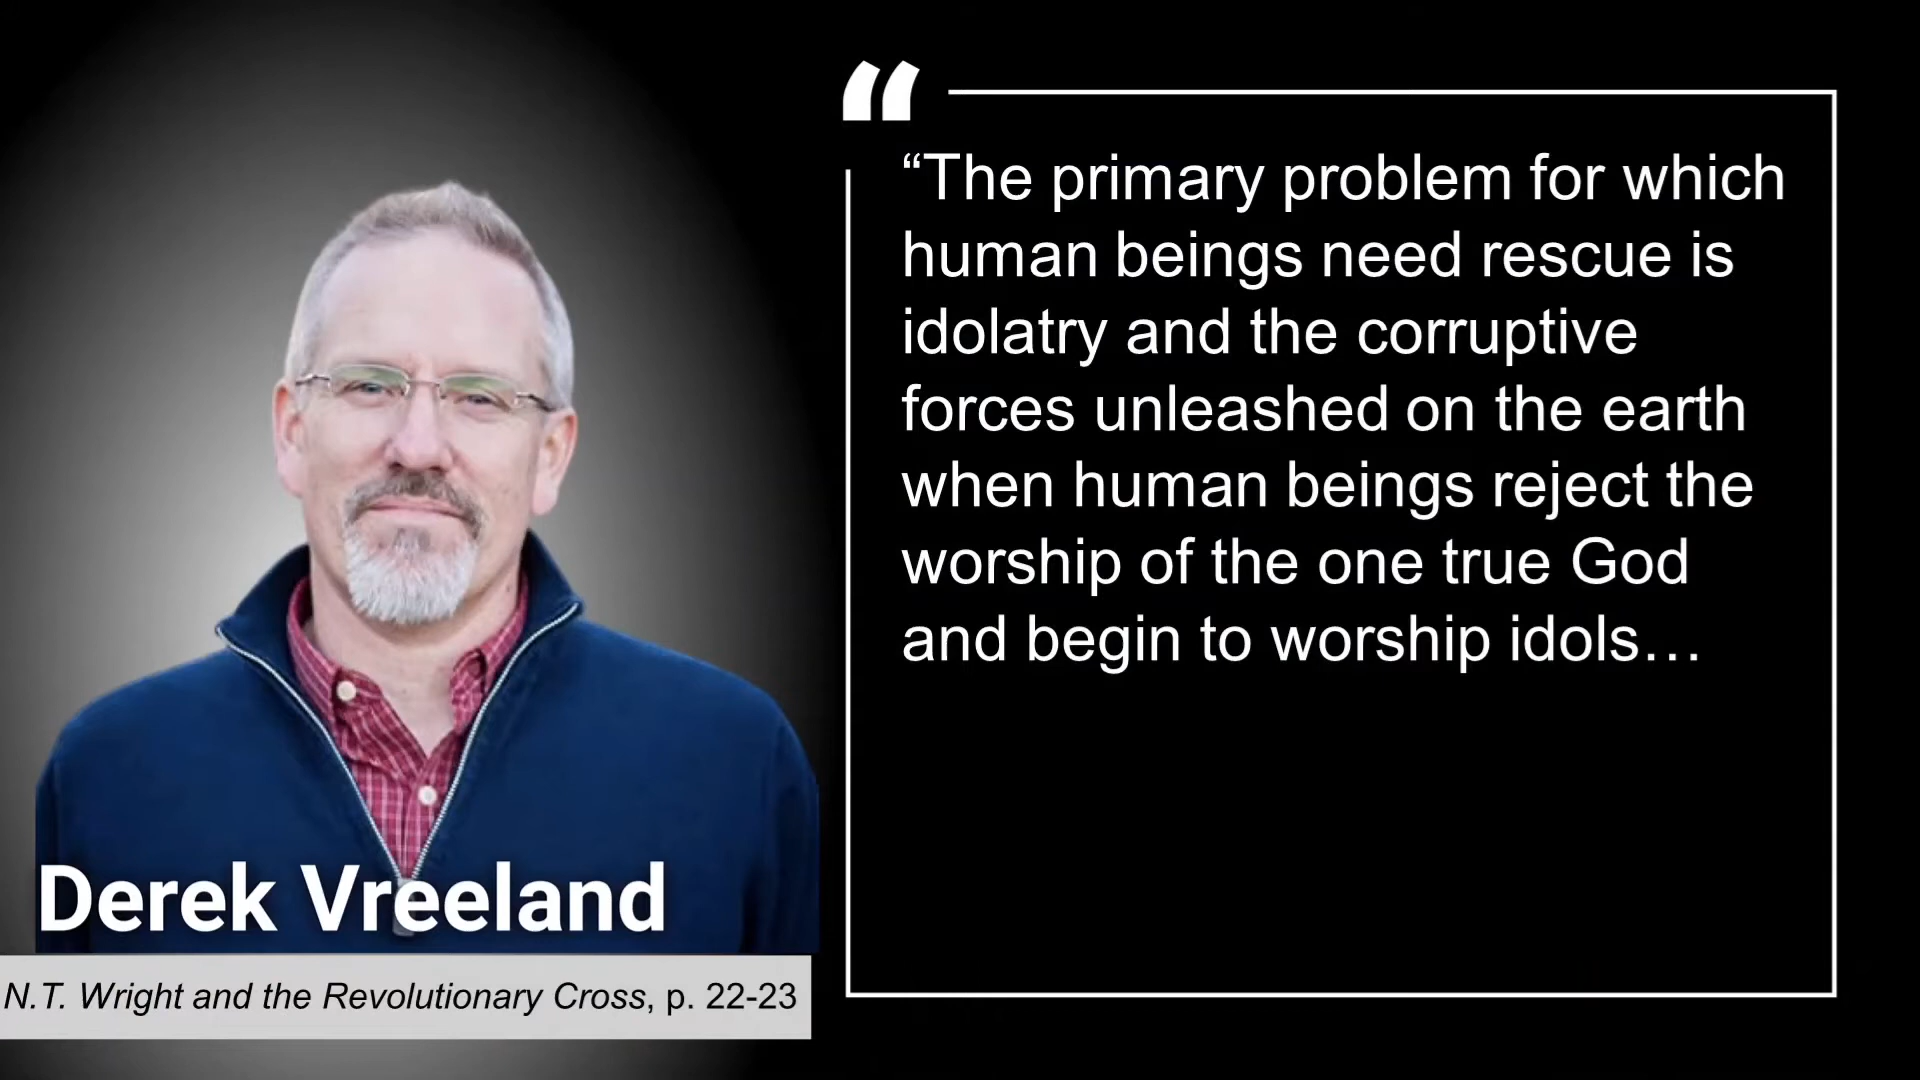 “
“The primary problem for which
human beings need rescue is
idolatry and the corruptive
forces unleashed on the earth
when human beings reject the
worship of the one true God
and begin to worship idols…
Derek Vreeland
N.T. Wright and the Revolutionary Cross, p. 22-23